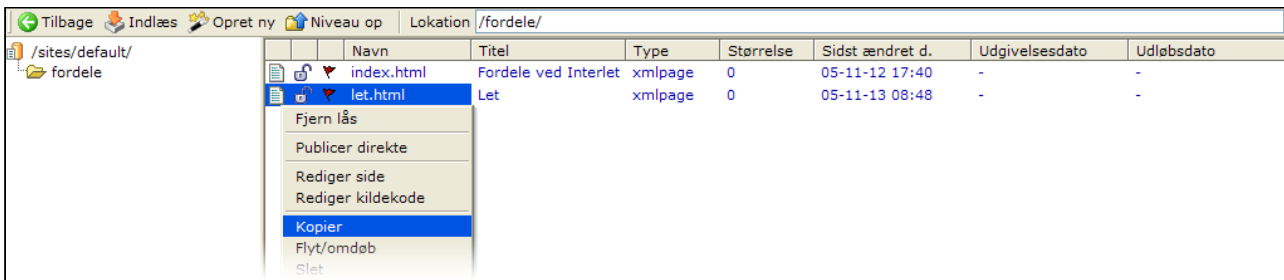 Tilbage Indlæs Opret ny Niveau op Lokation /fordele/
/sites/default/ Navn Titel Type Størrelse Sidst ændret d. Udgivelsesdato Udløbsdato
fordele index.html Fordele ved Interlet xmlpage 0 05-11-12 17:40 - -
let.html Let xmlpage 0 05-11-13 08:48 - -
Fjern lås
Publicer direkte
Rediger side
Rediger kildekode
Kopier
Flyt/omdøb
Slet